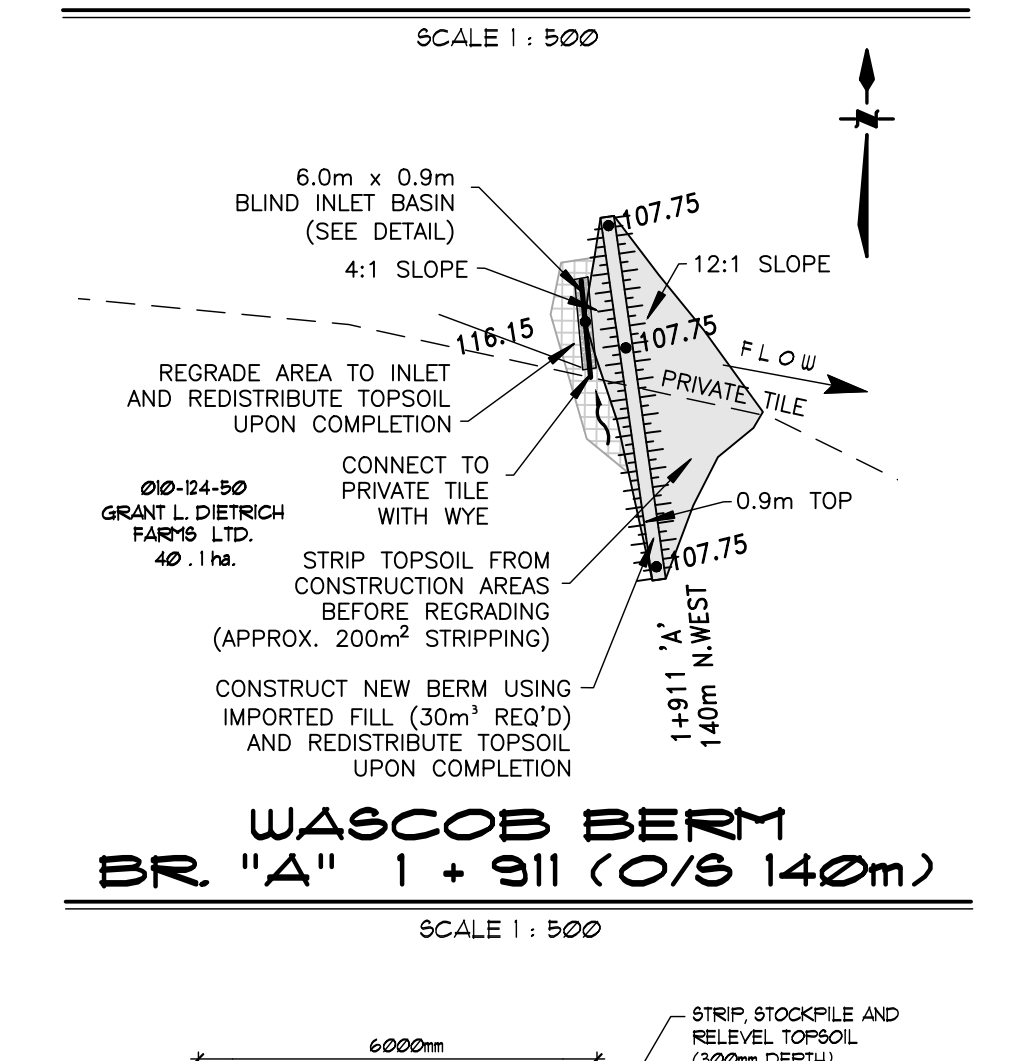 SCALE 1 : 500
N
6.0m x 0.9m
BLIND INLET BASIN
(SEE DETAIL)
4:1 SLOPE
107.75
12:1 SLOPE
116.15
107.75
FLOW
PRIVATE TILE
REGRADE AREA TO INLET
AND REDISTRIBUTE TOPSOIL
UPON COMPLETION
CONNECT TO
PRIVATE TILE
WITH WYE
010-124-50
GRANT L. DIETRICH
FARMS LTD.
40.1 ha.
0.9m TOP
107.75
STRIP TOPSOIL FROM
CONSTRUCTION AREAS
BEFORE REGRADING
(APPROX. 200m² STRIPPING)
1+911 'A'
140m N.WEST
CONSTRUCT NEW BERM USING
IMPORTED FILL (30m³ REQ'D)
AND REDISTRIBUTE TOPSOIL
UPON COMPLETION
WASCOB BERM
BR. "A" 1 + 911 (O/S 140m)
SCALE 1 : 500
STRIP, STOCKPILE AND
RELEVEL TOPSOIL
(300mm DEPTH)
6000mm